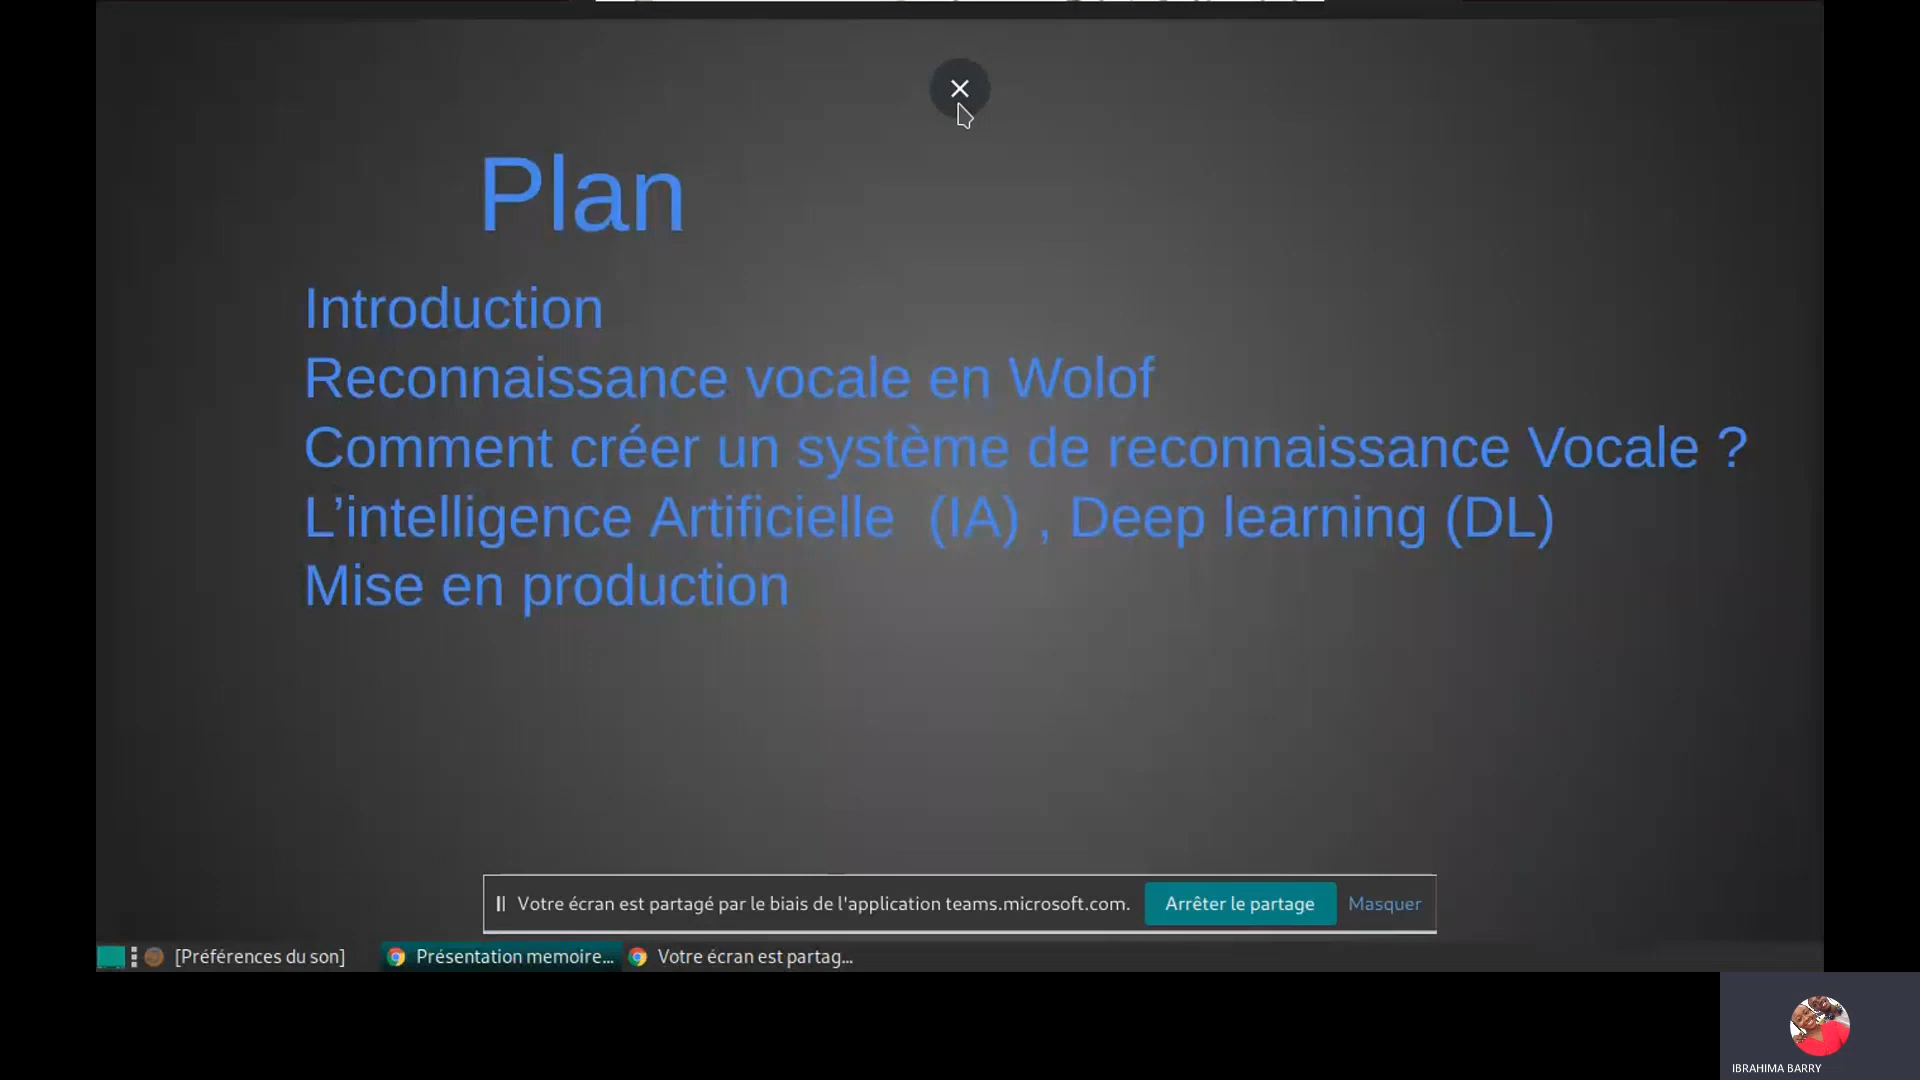 Plan
Introduction
Reconnaissance vocale en Wolof
Comment créer un système de reconnaissance Vocale ?
L’intelligence Artificielle (IA) , Deep learning (DL)
Mise en production
Votre écran est partagé par le biais de l'application teams.microsoft.com.
Arrêter le partage
Masquer
[Préférences du son]
Présentation memoire...
Votre écran est partag...
IBRAHIMA BARRY